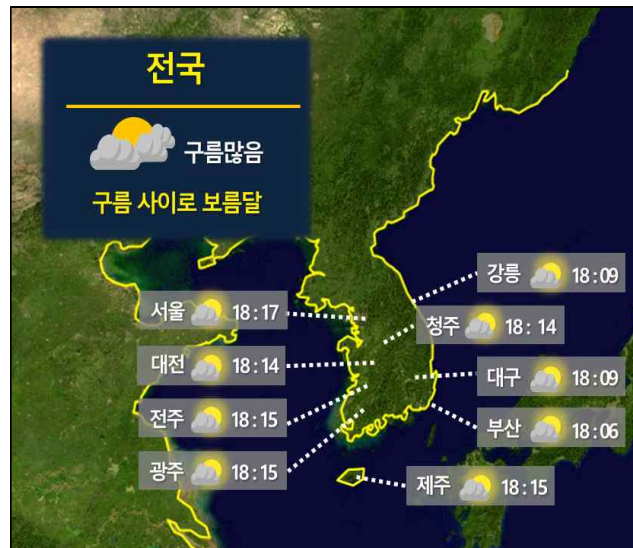 전국
구름많음
구름 사이로 보름달
강릉 18:09
서울 18:17
청주 18:14
대전 18:14
대구 18:09
전주 18:15
부산 18:06
광주 18:15
제주 18:15